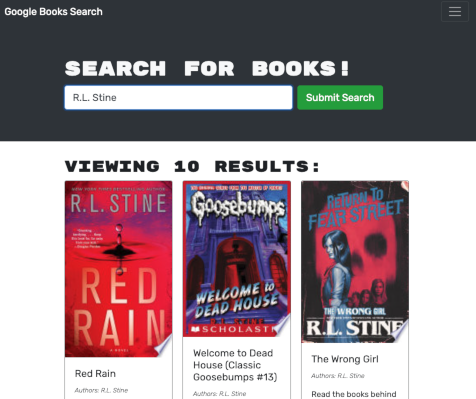 Google Books Search
SEARCH FOR BOOKS!
R.L. Stine
Submit Search
VIEWING 10 RESULTS:
R.L. STINE
RED
RAIN
A NOVEL
Goosebumps
WELCOME to
DEAD HOUSE
SCHOLASTI
RETURN TO
FEAR STREET
THE WRONG GIRL
R.L. STINE
Red Rain
Authors: R.L. Stine
Welcome to Dead
House (Classic
Goosebumps #13)
Authors: R.L. Stine
The Wrong Girl
Authors: R.L. Stine
Read the books behind